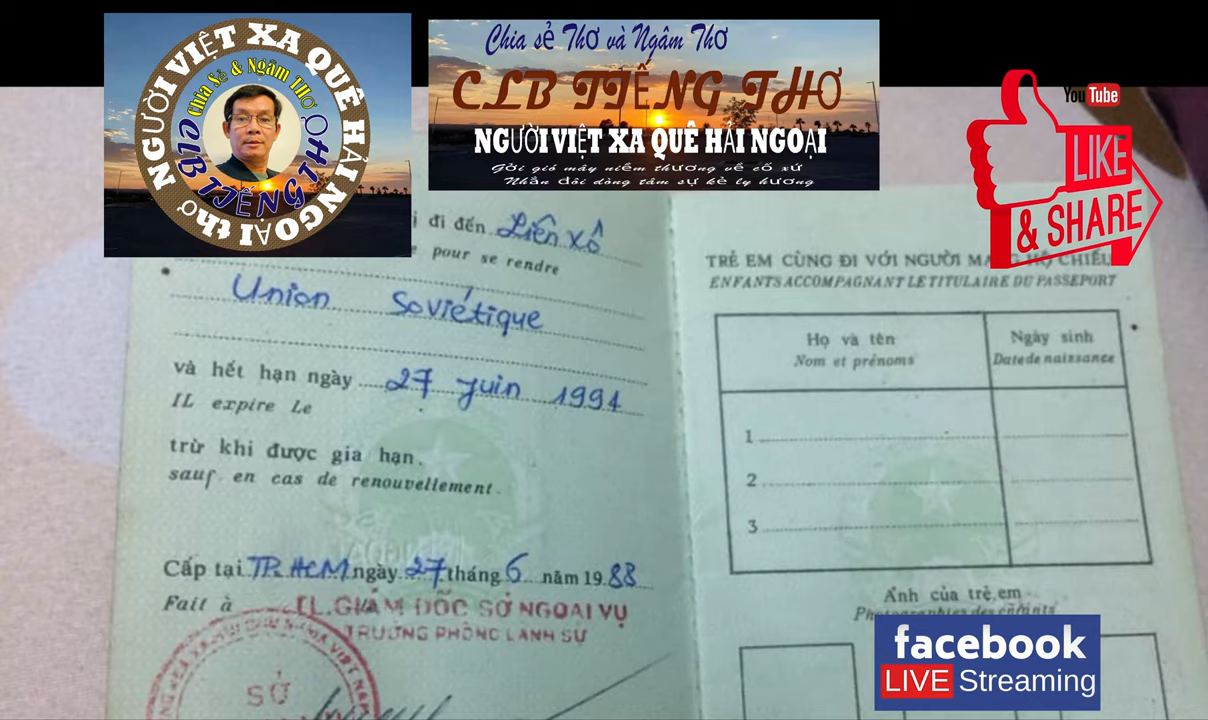 NGƯỜI VIỆT XA QUÊ HẢI NGOẠI thơ
Chia Sẻ & Ngâm THƠ
CLB TIẾNG THƠ
Chia sẻ Thơ và Ngâm Thơ
CLB TIẾNG THƠ
NGƯỜI VIỆT XA QUÊ HẢI NGOẠI
Gởi gió mây niềm thương về cố xứ
Nhắn đôi dòng tâm sự kẻ ly hương
YouTube
LIKE
& SHARE
đi đến Liên Xô
pour se rendre
Union Soviétique
và hết hạn ngày 27 juin 1991
IL expire Le
trừ khi được gia hạn.
sauf en cas de renouvellement.
Cấp tại TP. HCM ngày 27 tháng 6 năm 1988
Fait à
TL. GIÁM ĐỐC SỞ NGOẠI VỤ
TRƯỞNG PHÒNG LÃNH SỰ
SỞ
TRẺ EM CÙNG ĐI VỚI NGƯỜI MANG HỘ CHIẾU
ENFANTS ACCOMPAGNANT LE TITULAIRE DU PASSEPORT
Họ và tên
Ngày sinh
Nom et prénoms
Date de naissance
1
2
3
Ảnh của trẻ em
Photographies des enfants
facebook
LIVE Streaming